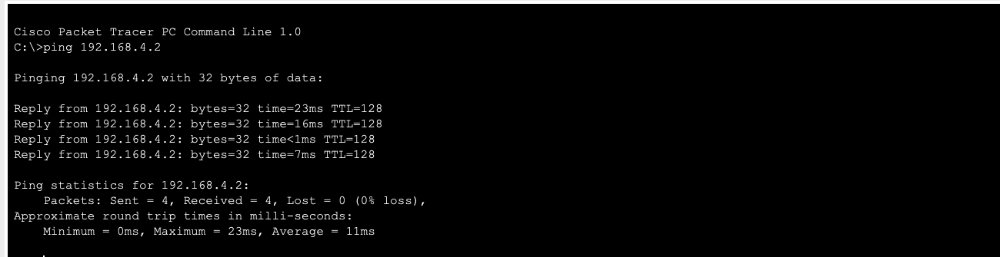 Cisco Packet Tracer PC Command Line 1.0
C:\>ping 192.168.4.2
Pinging 192.168.4.2 with 32 bytes of data:
Reply from 192.168.4.2: bytes=32 time=23ms TTL=128
Reply from 192.168.4.2: bytes=32 time=16ms TTL=128
Reply from 192.168.4.2: bytes=32 time<1ms TTL=128
Reply from 192.168.4.2: bytes=32 time=7ms TTL=128
Ping statistics for 192.168.4.2:
    Packets: Sent = 4, Received = 4, Lost = 0 (0% loss),
Approximate round trip times in milli-seconds:
    Minimum = 0ms, Maximum = 23ms, Average = 11ms